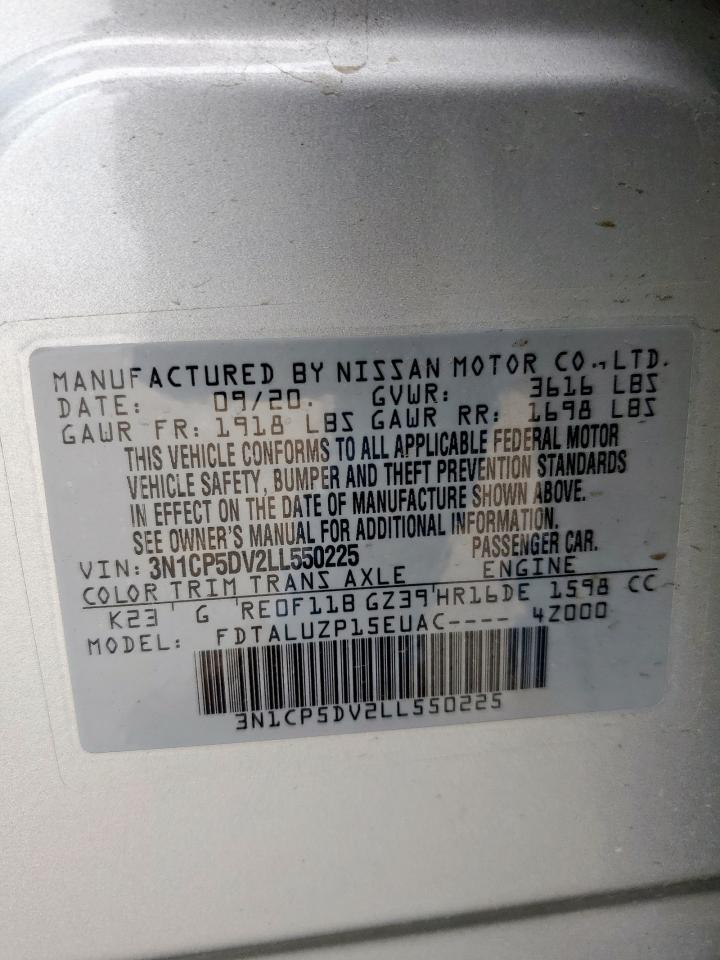 MANUFACTURED BY NISSAN MOTOR CO., LTD.
DATE: 09/20. GVWR: 3616 LBS
GAWR FR: 1918 LBS GAWR RR: 1698 LBS
THIS VEHICLE CONFORMS TO ALL APPLICABLE FEDERAL MOTOR
VEHICLE SAFETY, BUMPER AND THEFT PREVENTION STANDARDS
IN EFFECT ON THE DATE OF MANUFACTURE SHOWN ABOVE.
SEE OWNER'S MANUAL FOR ADDITIONAL INFORMATION.
VIN: 3N1CP5DV2LL550225 PASSENGER CAR.
COLOR TRIM TRANS AXLE ENGINE
K23 G RE0F11B GZ39 HR16DE 1598 CC
MODEL: FDTALUZP15EUAC---- 4Z000
3N1CP5DV2LL550225